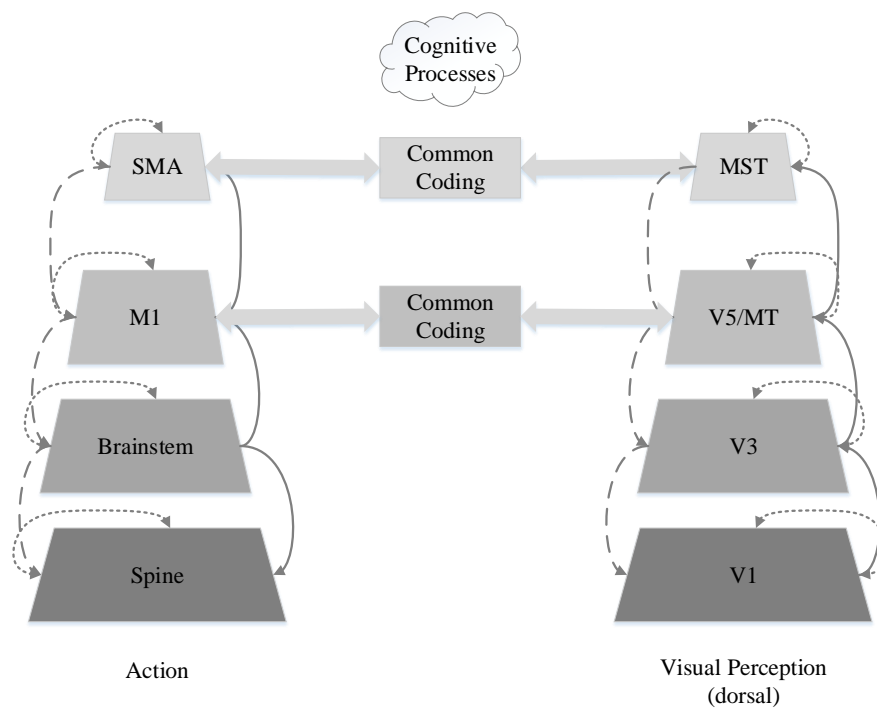 Cognitive
Processes
SMA
Common
Coding
MST
M1
Common
Coding
V5/MT
Brainstem
V3
Spine
V1
Action
Visual Perception
(dorsal)